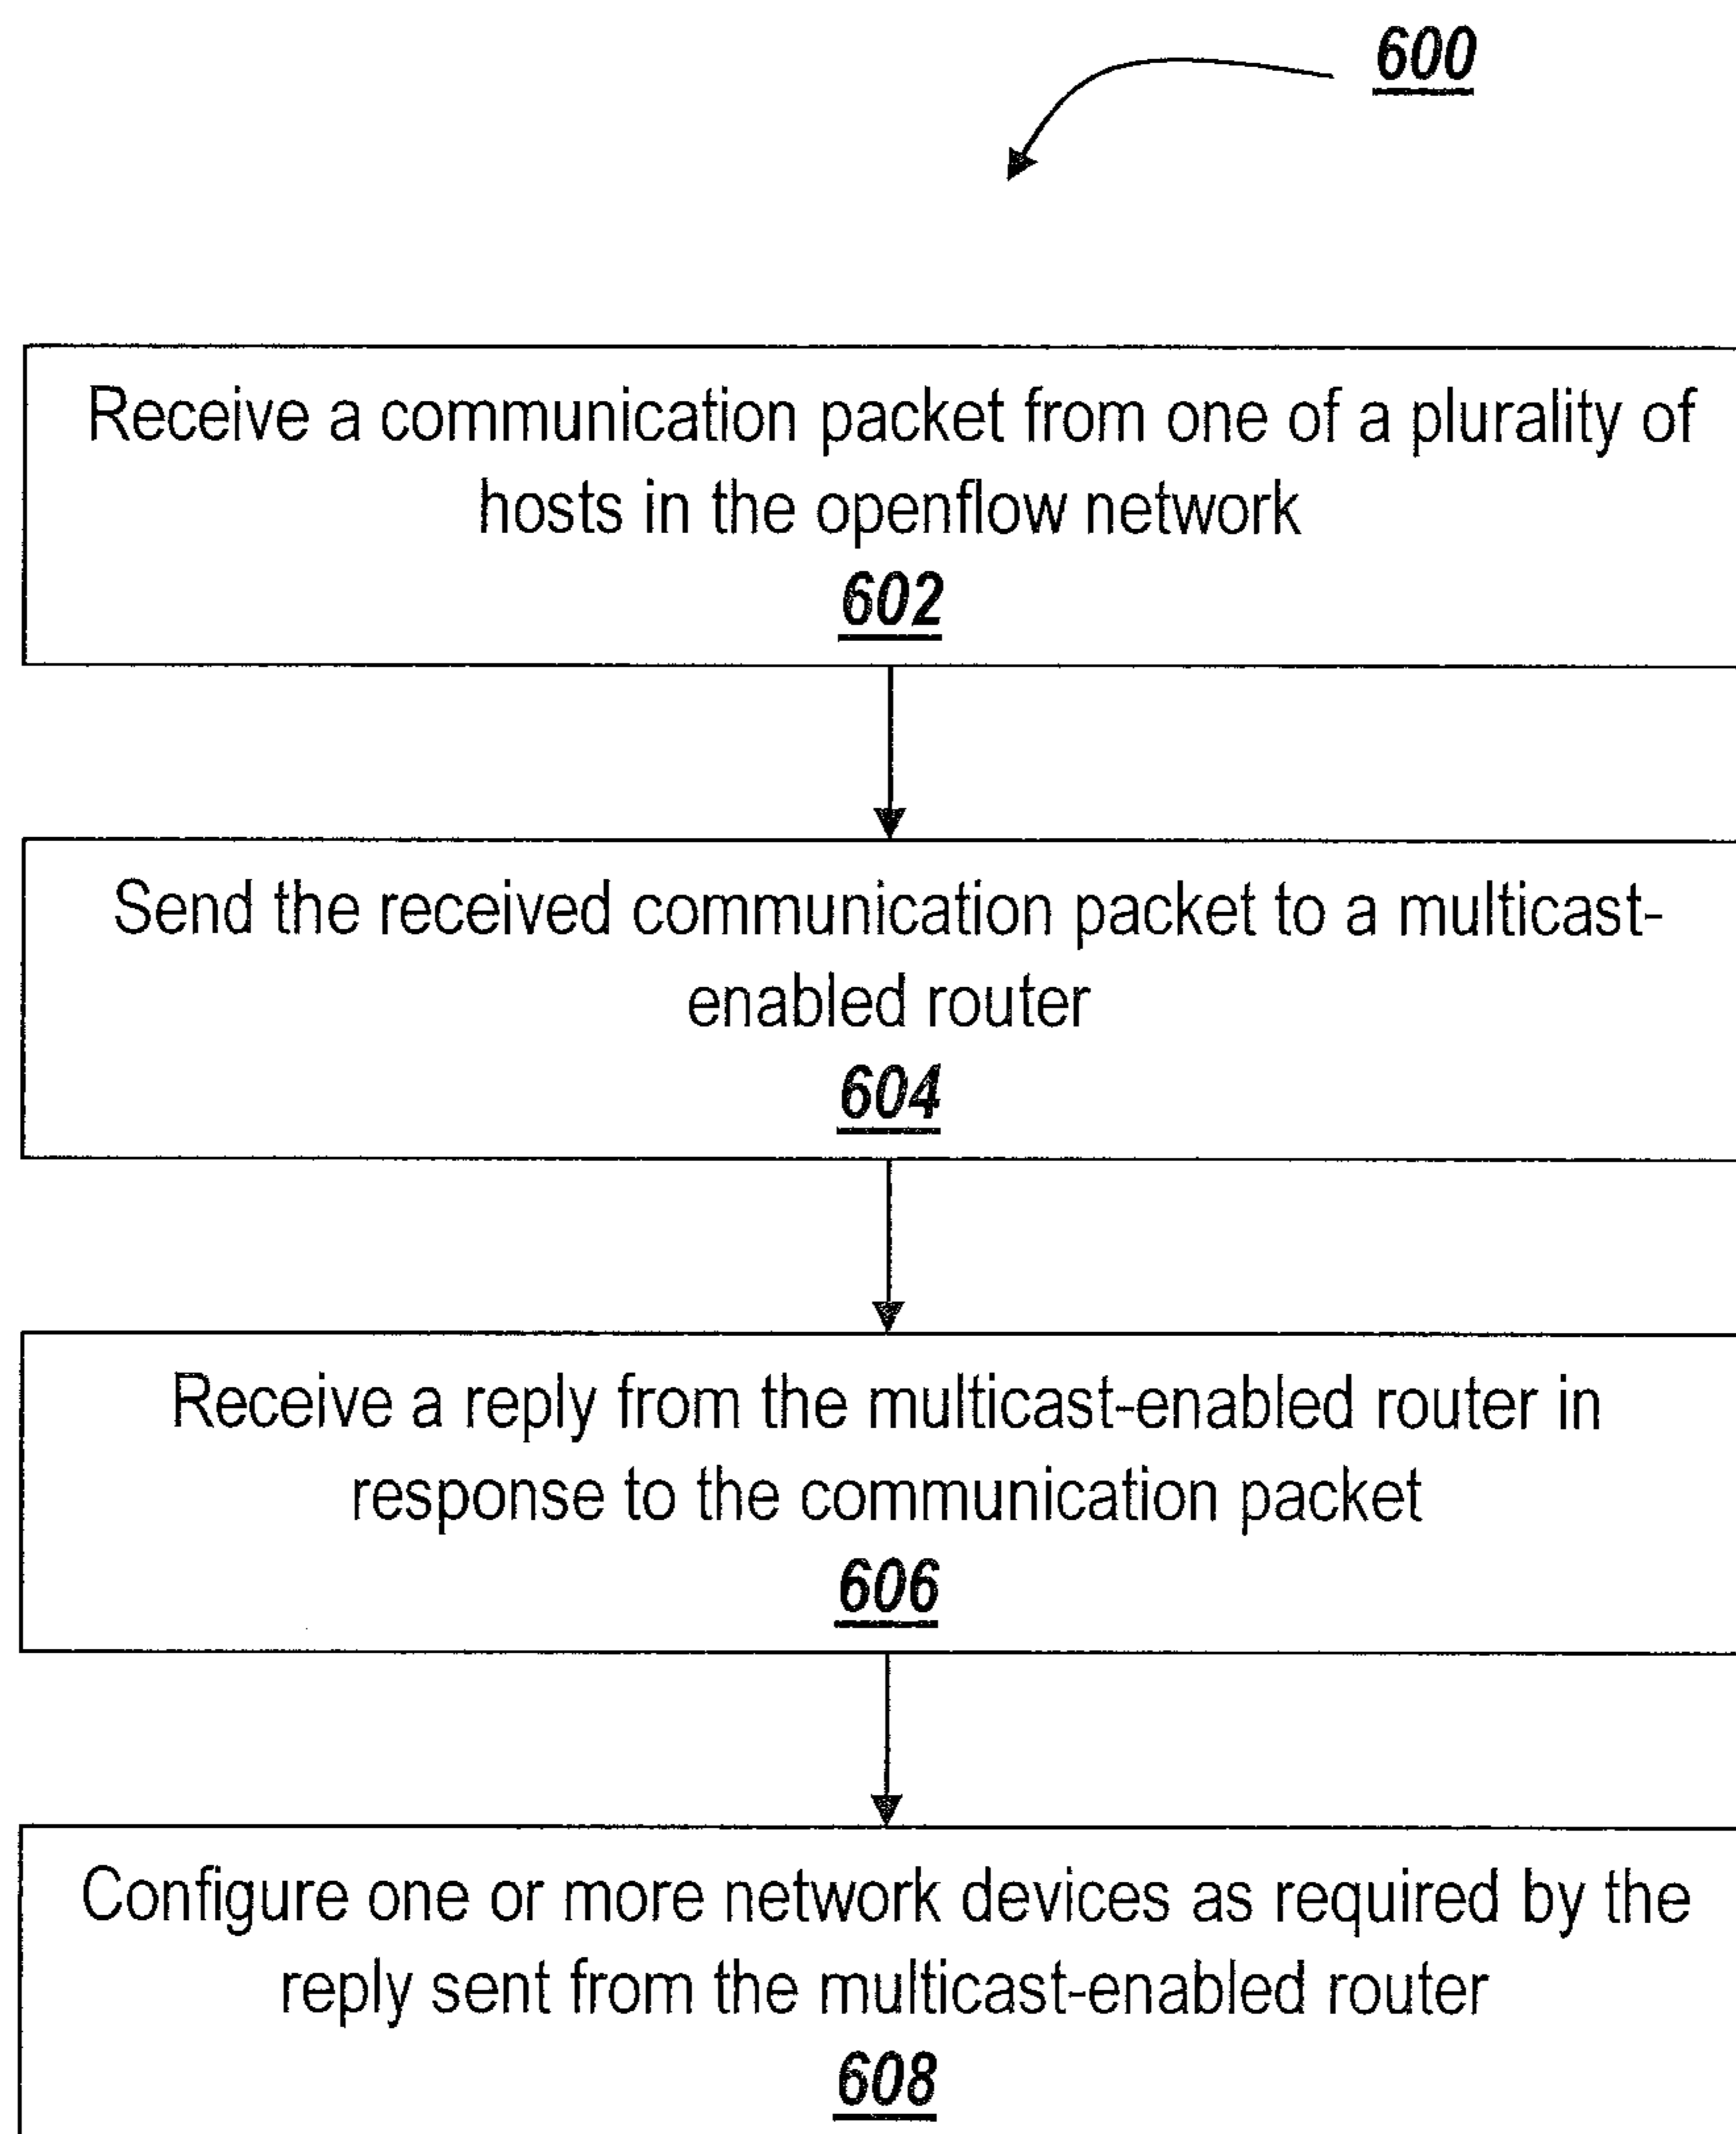 600
Receive a communication packet from one of a plurality of
hosts in the openflow network
602
Send the received communication packet to a multicast-
enabled router
604
Receive a reply from the multicast-enabled router in
response to the communication packet
606
Configure one or more network devices as required by the
reply sent from the multicast-enabled router
608